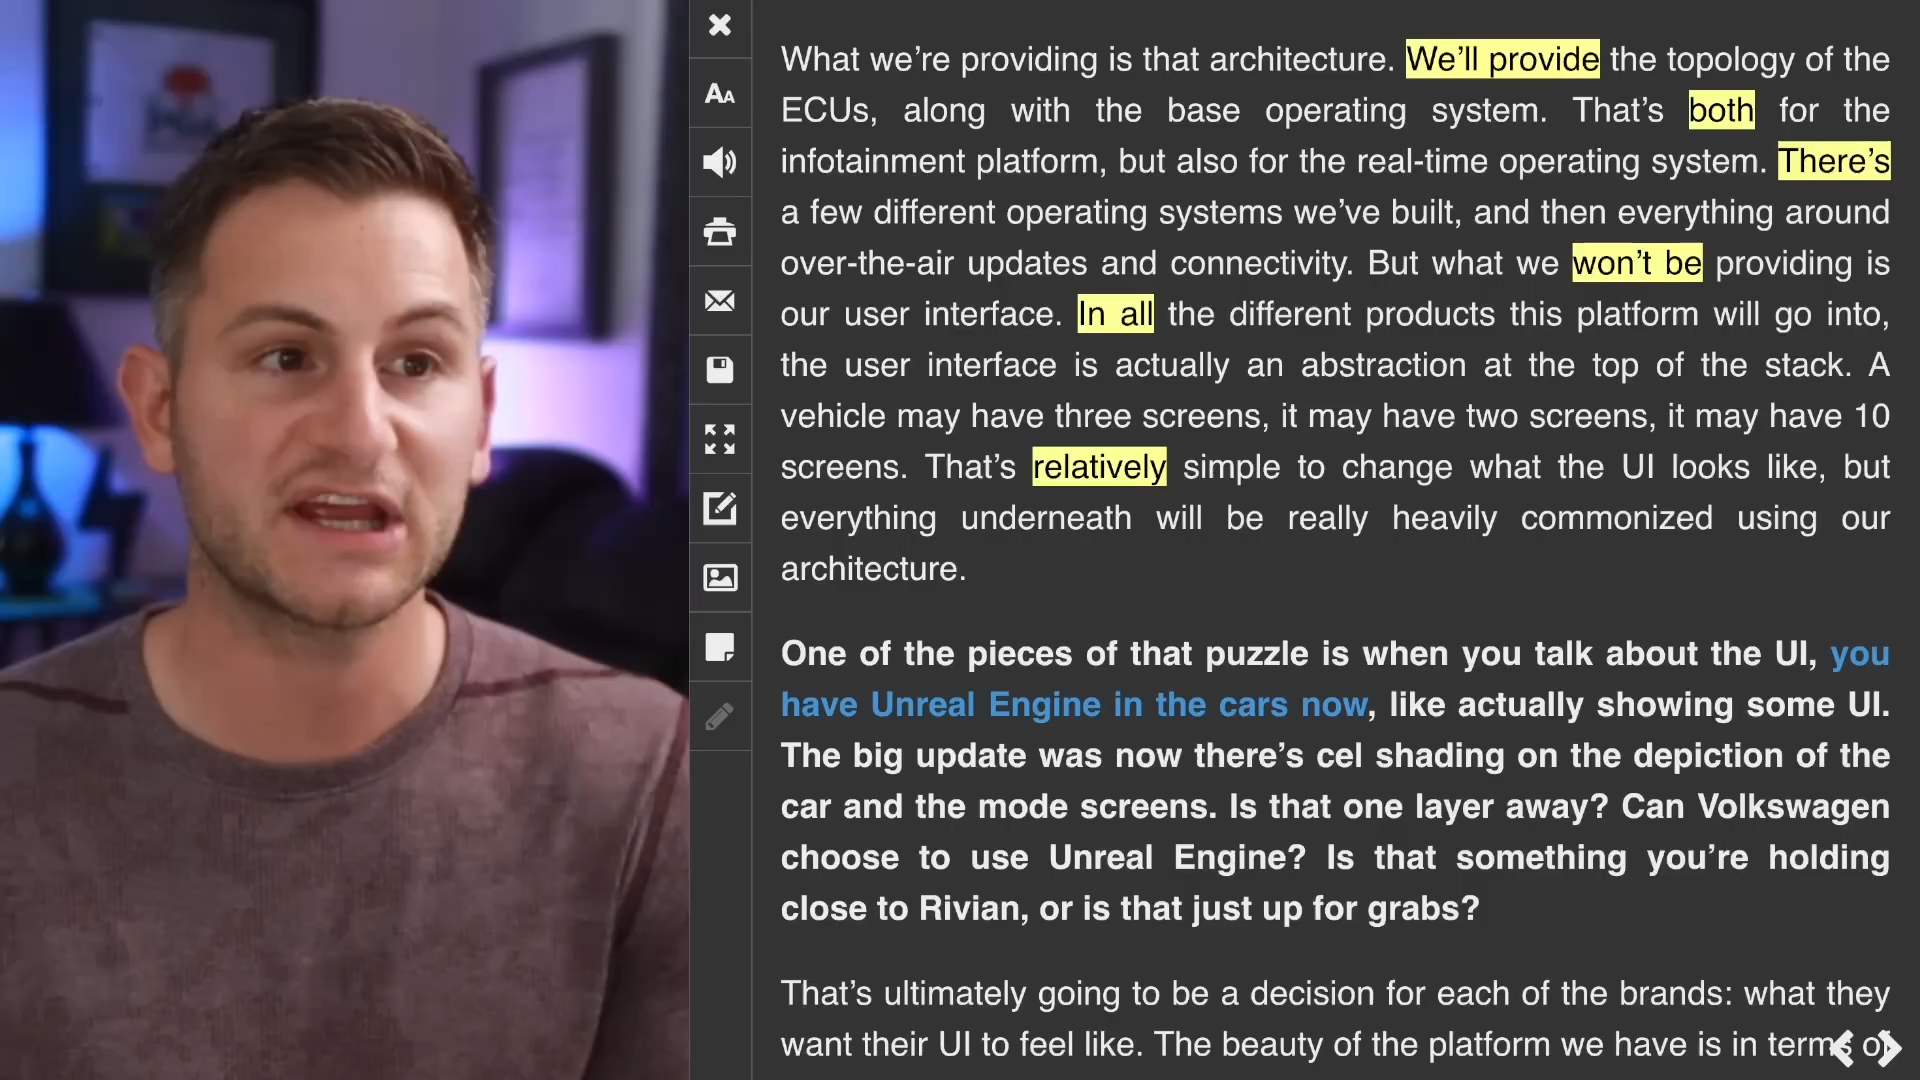 What we’re providing is that architecture. We’ll provide the topology of the
ECUs, along with the base operating system. That’s both for the
infotainment platform, but also for the real-time operating system. There’s
a few different operating systems we’ve built, and then everything around
over-the-air updates and connectivity. But what we won’t be providing is
our user interface. In all the different products this platform will go into,
the user interface is actually an abstraction at the top of the stack. A
vehicle may have three screens, it may have two screens, it may have 10
screens. That’s relatively simple to change what the UI looks like, but
everything underneath will be really heavily commonized using our
architecture.
One of the pieces of that puzzle is when you talk about the UI, you
have Unreal Engine in the cars now, like actually showing some UI.
The big update was now there’s cel shading on the depiction of the
car and the mode screens. Is that one layer away? Can Volkswagen
choose to use Unreal Engine? Is that something you’re holding
close to Rivian, or is that just up for grabs?
That’s ultimately going to be a decision for each of the brands: what they
want their UI to feel like. The beauty of the platform we have is in terms of